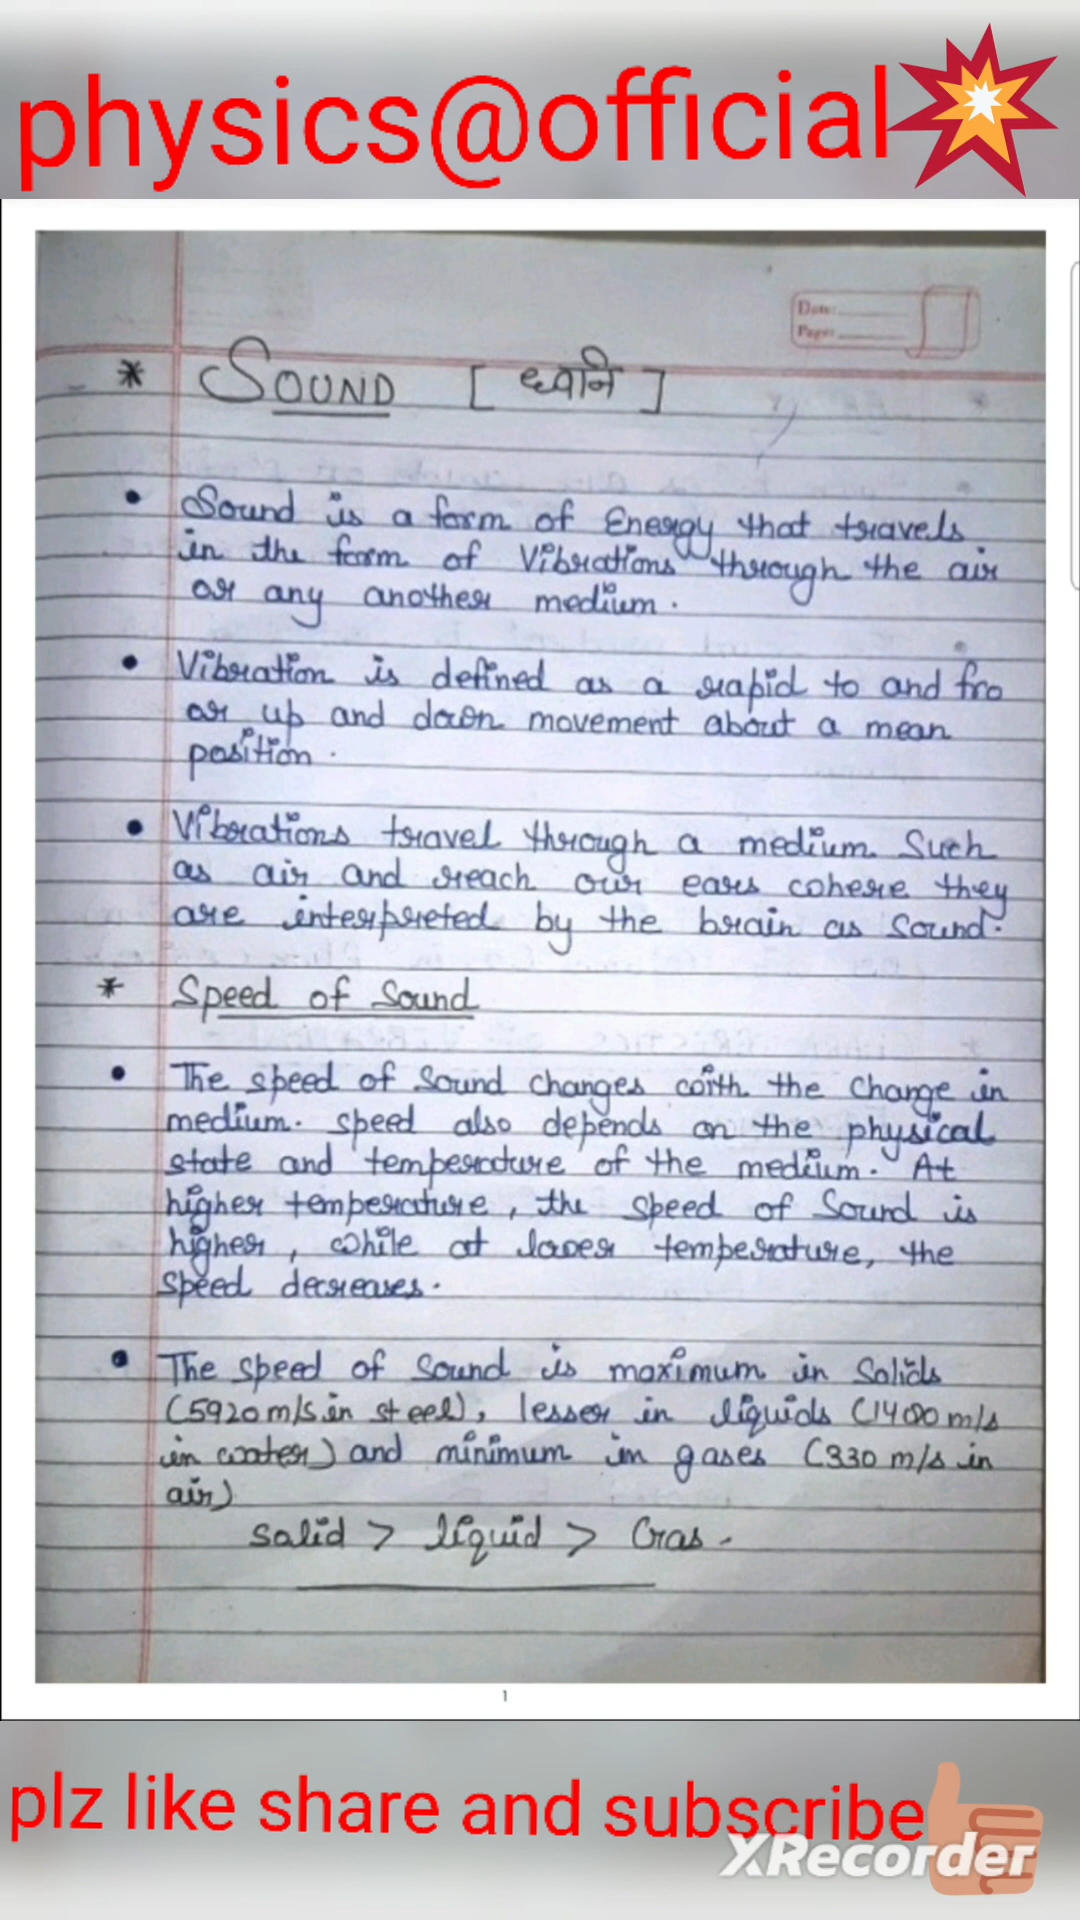 physics@official
Date:
Page:
* SOUND [ध्वनि]
• Sound is a form of Energy that travels
in the form of Vibrations through the air
or any another medium.
• Vibration is defined as a rapid to and fro
or up and down movement about a mean
position.
• Vibrations travel through a medium Such
as air and reach our ears where they
are interpreted by the brain as Sound.
* Speed of Sound
• The speed of Sound changes with the change in
medium. speed also depends on the physical
state and temperature of the medium. At
higher temperature, the speed of Sound is
higher, while at lower temperature, the
speed decreases.
• The speed of Sound is maximum in Solids
(5920 m/s in steel), lesser in liquids (1480 m/s
in water) and minimum in gases (330 m/s in
air)
solid > liquid > Gas.
1
plz like share and subscribe
XRecorder